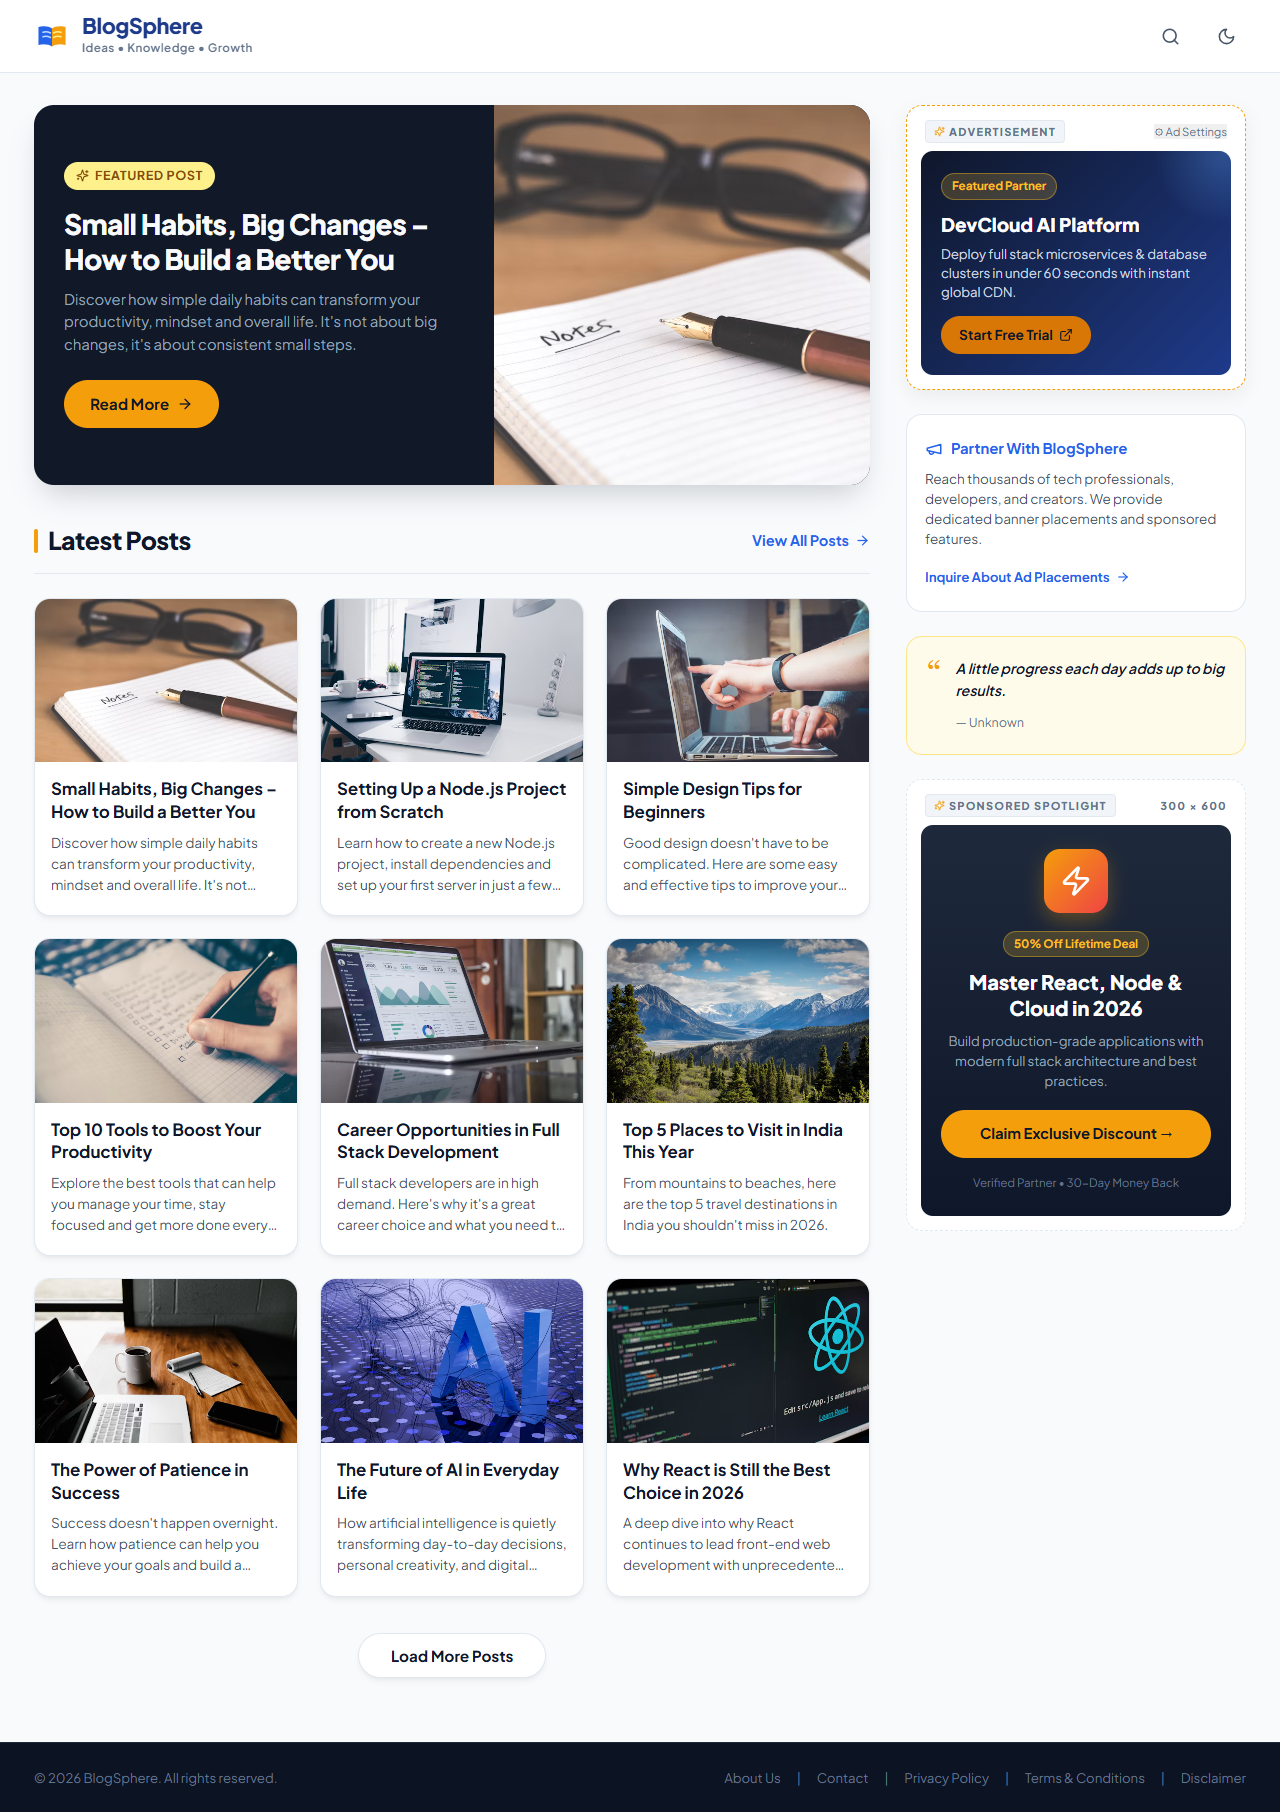 BlogSphere
Ideas • Knowledge • Growth
FEATURED POST
Small Habits, Big Changes –
How to Build a Better You
Discover how simple daily habits can transform your
productivity, mindset and overall life. It's not about big
changes, it's about consistent small steps.
Read More →
Notes
Latest Posts
View All Posts →
Notes
Small Habits, Big Changes –
How to Build a Better You
Discover how simple daily habits
can transform your productivity,
mindset and overall life. It's not...
Setting Up a Node.js Project
from Scratch
Learn how to create a new Node.js
project, install dependencies and
set up your first server in just a few...
Simple Design Tips for
Beginners
Good design doesn't have to be
complicated. Here are some easy
and effective tips to improve your...
Top 10 Tools to Boost Your
Productivity
Explore the best tools that can help
you manage your time, stay
focused and get more done every...
Career Opportunities in Full
Stack Development
Full stack developers are in high
demand. Here's why it's a great
career choice and what you need t...
Top 5 Places to Visit in India
This Year
From mountains to beaches, here
are the top 5 travel destinations in
India you shouldn't miss in 2026.
The Power of Patience in
Success
Success doesn't happen overnight.
Learn how patience can help you
achieve your goals and build a...
AI
The Future of AI in Everyday
Life
How artificial intelligence is quietly
transforming day-to-day decisions,
personal creativity, and digital...
Edit src/App.js and save to rel
Learn React
Why React is Still the Best
Choice in 2026
A deep dive into why React
continues to lead front-end web
development with unprecedente...
Load More Posts
ADVERTISEMENT
Ad Settings
Featured Partner
DevCloud AI Platform
Deploy full stack microservices & database
clusters in under 60 seconds with instant
global CDN.
Start Free Trial
Partner With BlogSphere
Reach thousands of tech professionals,
developers, and creators. We provide
dedicated banner placements and sponsored
features.
Inquire About Ad Placements →
“ A little progress each day adds up to big
results.
— Unknown
SPONSORED SPOTLIGHT
300 × 600
50% Off Lifetime Deal
Master React, Node &
Cloud in 2026
Build production-grade applications with
modern full stack architecture and best
practices.
Claim Exclusive Discount →
Verified Partner • 30-Day Money Back
© 2026 BlogSphere. All rights reserved.
About Us | Contact | Privacy Policy | Terms & Conditions | Disclaimer